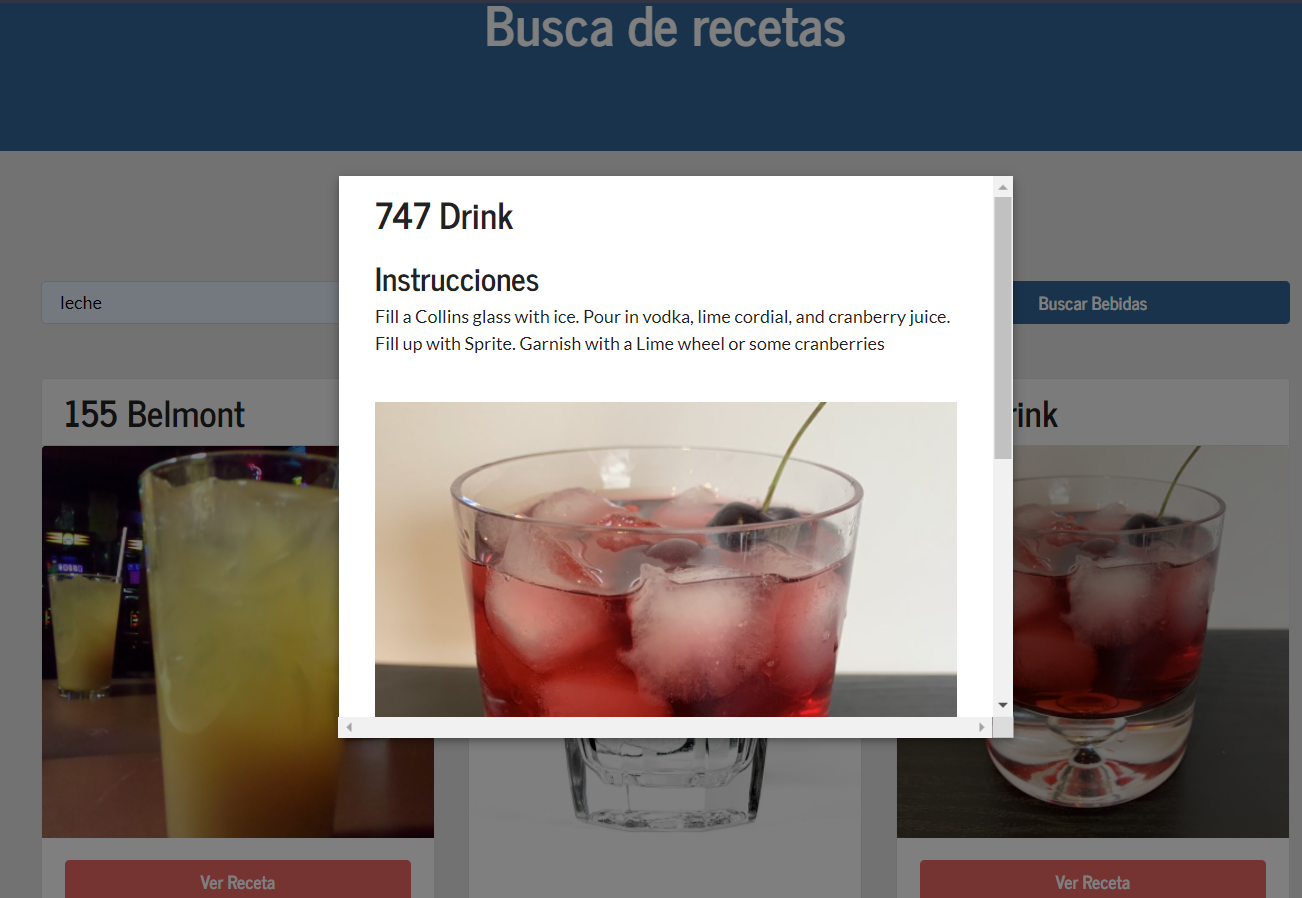 Busca de recetas
747 Drink
Instrucciones
Fill a Collins glass with ice. Pour in vodka, lime cordial, and cranberry juice.
Fill up with Sprite. Garnish with a Lime wheel or some cranberries
leche
Buscar Bebidas
155 Belmont
rink
Ver Receta
Ver Receta